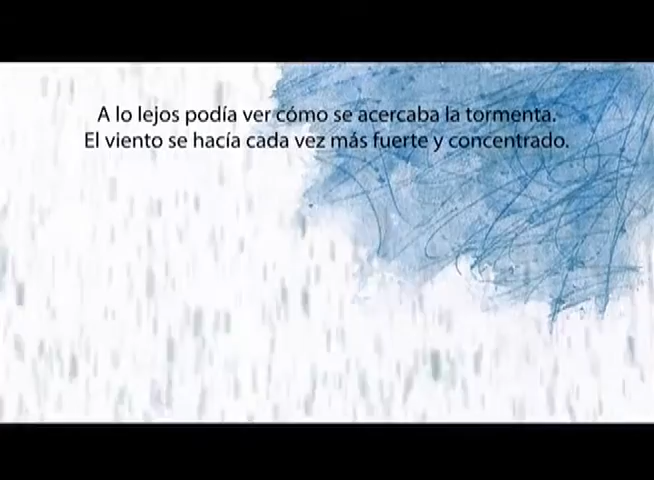 A lo lejos podía ver cómo se acercaba la tormenta.
El viento se hacía cada vez más fuerte y concentrado.